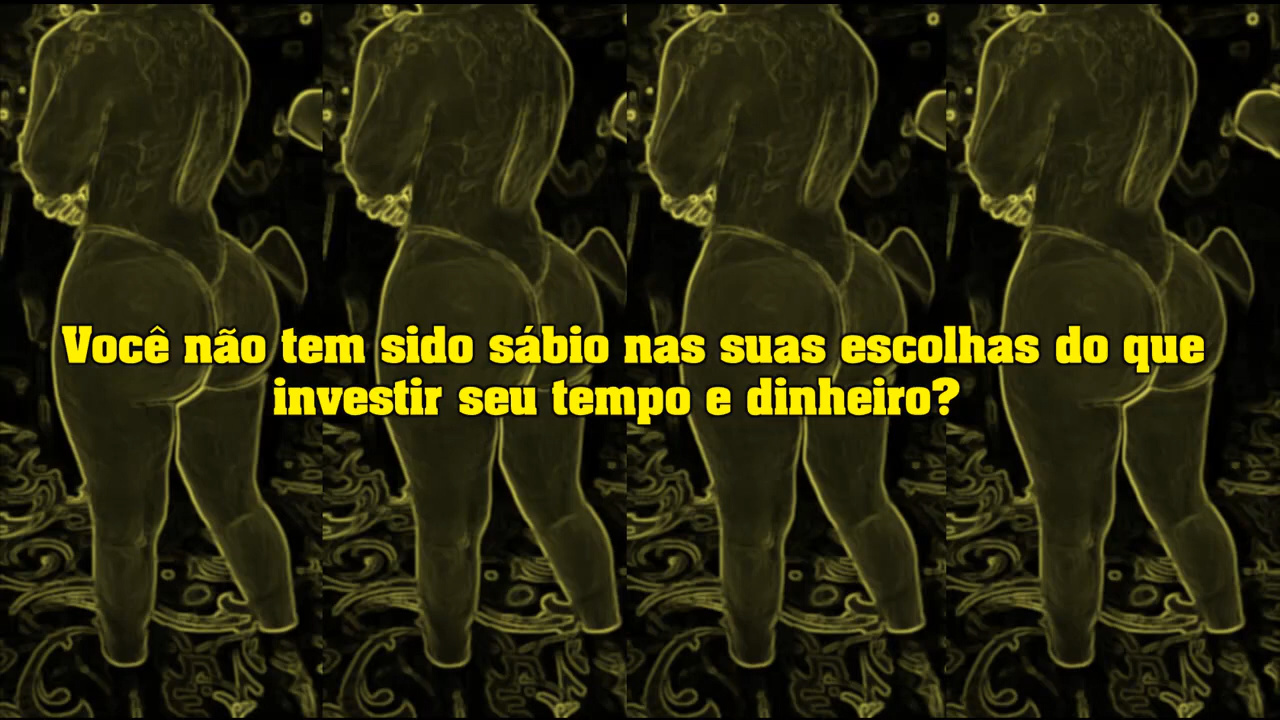 Você não tem sido sábio nas suas escolhas do que
investir seu tempo e dinheiro?